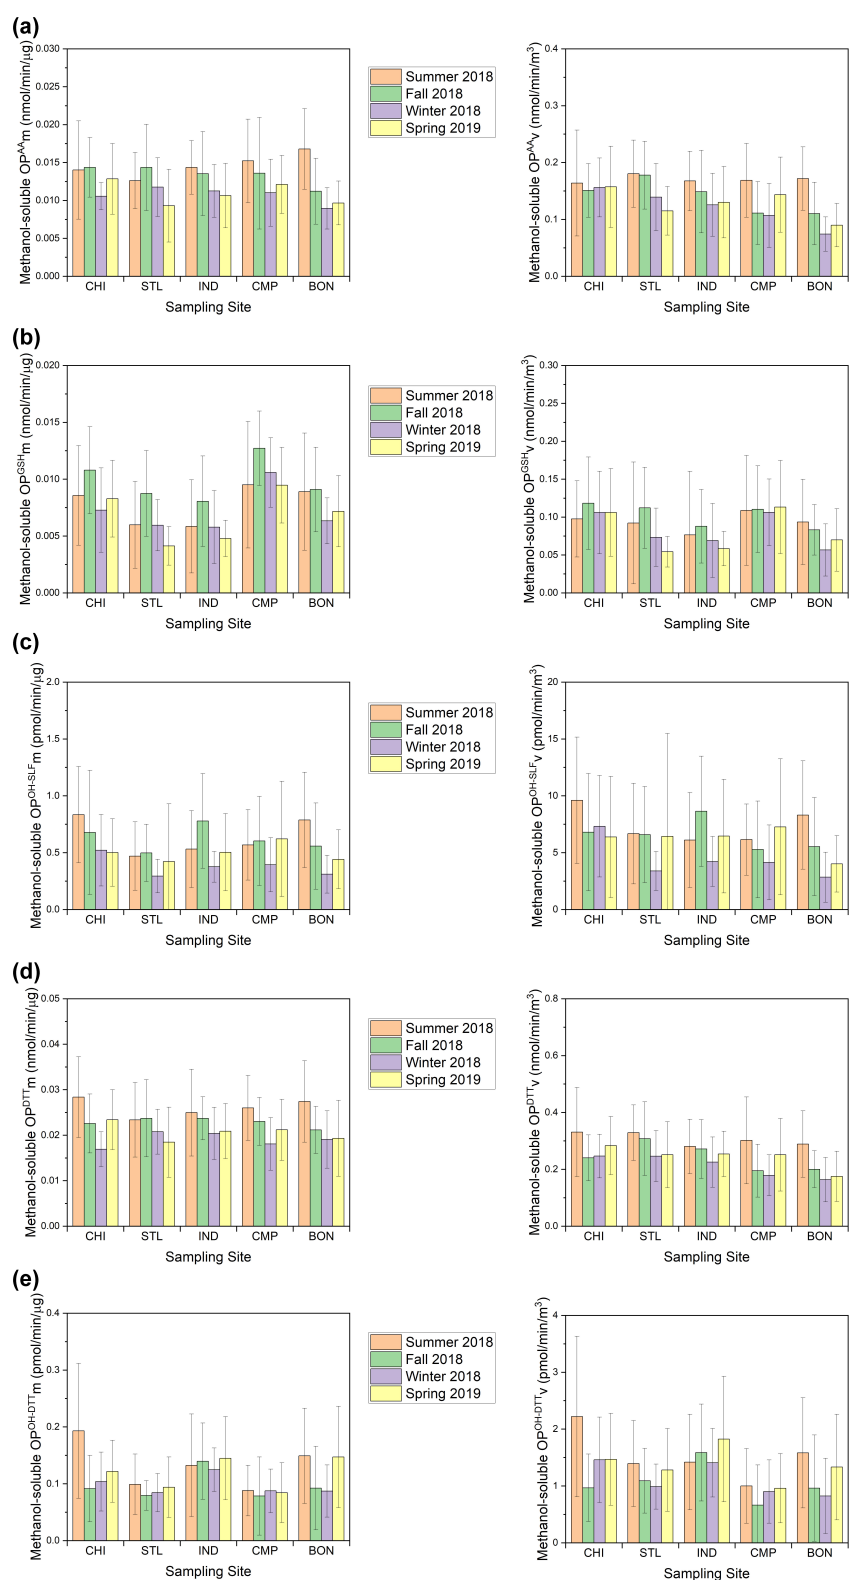 (a)
Methanol-soluble OP^AA m (nmol/min/μg)
0.030
0.025
0.020
0.015
0.010
0.005
0.000
CHI STL IND CMP BON
Sampling Site
Summer 2018
Fall 2018
Winter 2018
Spring 2019
Methanol-soluble OP^AA v (nmol/min/m³)
0.4
0.3
0.2
0.1
0.0
CHI STL IND CMP BON
Sampling Site
(b)
Methanol-soluble OP^GSH m (nmol/min/μg)
0.020
0.015
0.010
0.005
0.000
CHI STL IND CMP BON
Sampling Site
Summer 2018
Fall 2018
Winter 2018
Spring 2019
Methanol-soluble OP^GSH v (nmol/min/m³)
0.30
0.25
0.20
0.15
0.10
0.05
0.00
CHI STL IND CMP BON
Sampling Site
(c)
Methanol-soluble OP^OH-SLF m (pmol/min/μg)
2.0
1.5
1.0
0.5
0.0
CHI STL IND CMP BON
Sampling Site
Summer 2018
Fall 2018
Winter 2018
Spring 2019
Methanol-soluble OP^OH-SLF v (pmol/min/m³)
20
15
10
5
0
CHI STL IND CMP BON
Sampling Site
(d)
Methanol-soluble OP^DTT m (nmol/min/μg)
0.05
0.04
0.03
0.02
0.01
0.00
CHI STL IND CMP BON
Sampling Site
Summer 2018
Fall 2018
Winter 2018
Spring 2019
Methanol-soluble OP^DTT v (nmol/min/m³)
0.8
0.6
0.4
0.2
0.0
CHI STL IND CMP BON
Sampling Site
(e)
Methanol-soluble OP^OH-DTT m (pmol/min/μg)
0.4
0.3
0.2
0.1
0.0
CHI STL IND CMP BON
Sampling Site
Summer 2018
Fall 2018
Winter 2018
Spring 2019
Methanol-soluble OP^OH-DTT v (pmol/min/m³)
4
3
2
1
0
CHI STL IND CMP BON
Sampling Site